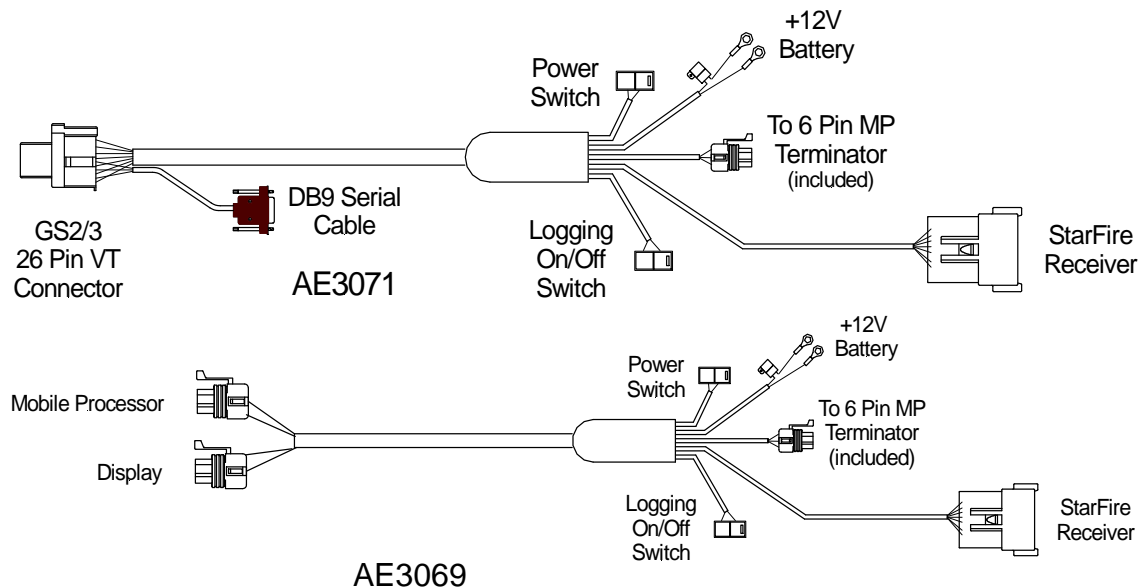 +12V
Battery
Power
Switch
To 6 Pin MP
Terminator
(included)
DB9 Serial
Cable
GS2/3
26 Pin VT
Connector
Logging
On/Off
Switch
StarFire
Receiver
AE3071
+12V
Battery
Power
Switch
Mobile Processor
To 6 Pin MP
Terminator
(included)
Display
Logging
On/Off
Switch
StarFire
Receiver
AE3069